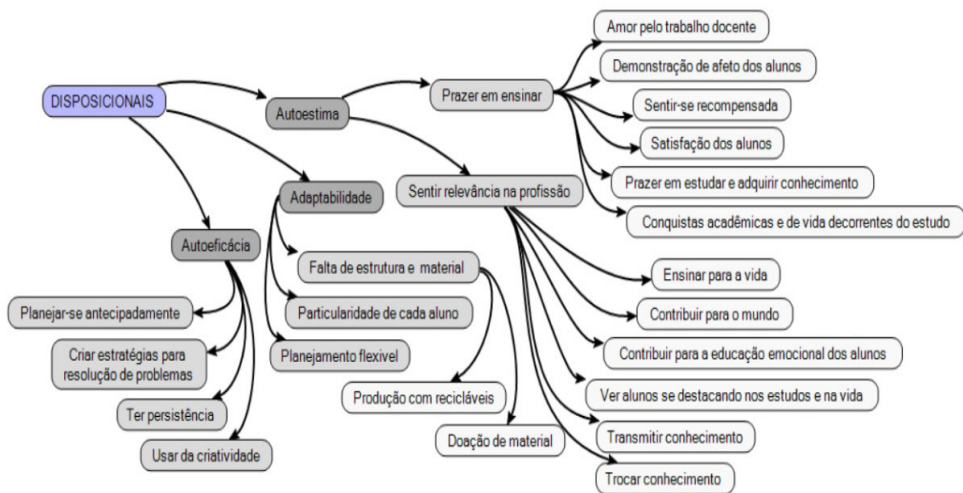 DISPOSICIONAIS
Autoestima
Prazer em ensinar
Amor pelo trabalho docente
Demonstração de afeto dos alunos
Sentir-se recompensada
Satisfação dos alunos
Prazer em estudar e adquirir conhecimento
Conquistas acadêmicas e de vida decorrentes do estudo
Sentir relevância na profissão
Ensinar para a vida
Contribuir para o mundo
Contribuir para a educação emocional dos alunos
Ver alunos se destacando nos estudos e na vida
Transmitir conhecimento
Trocar conhecimento
Adaptabilidade
Falta de estrutura e material
Produção com recicláveis
Doação de material
Particularidade de cada aluno
Planejamento flexivel
Autoeficácia
Planejar-se antecipadamente
Criar estratégias para
resolução de problemas
Ter persistência
Usar da criatividade